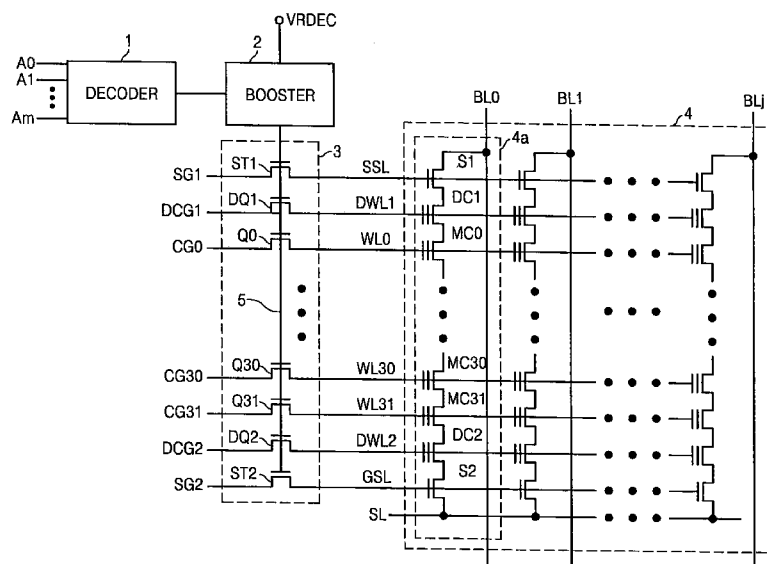 VRDEC
1
2
A0
A1
Am
DECODER
BOOSTER
BL0
BL1
BLj
4
3
4a
ST1
SSL
S1
SG1
DQ1
DWL1
DC1
DCG1
Q0
WL0
MC0
CG0
5
Q30
WL30
MC30
CG30
Q31
WL31
MC31
CG31
DQ2
DWL2
DC2
DCG2
ST2
GSL
S2
SG2
SL